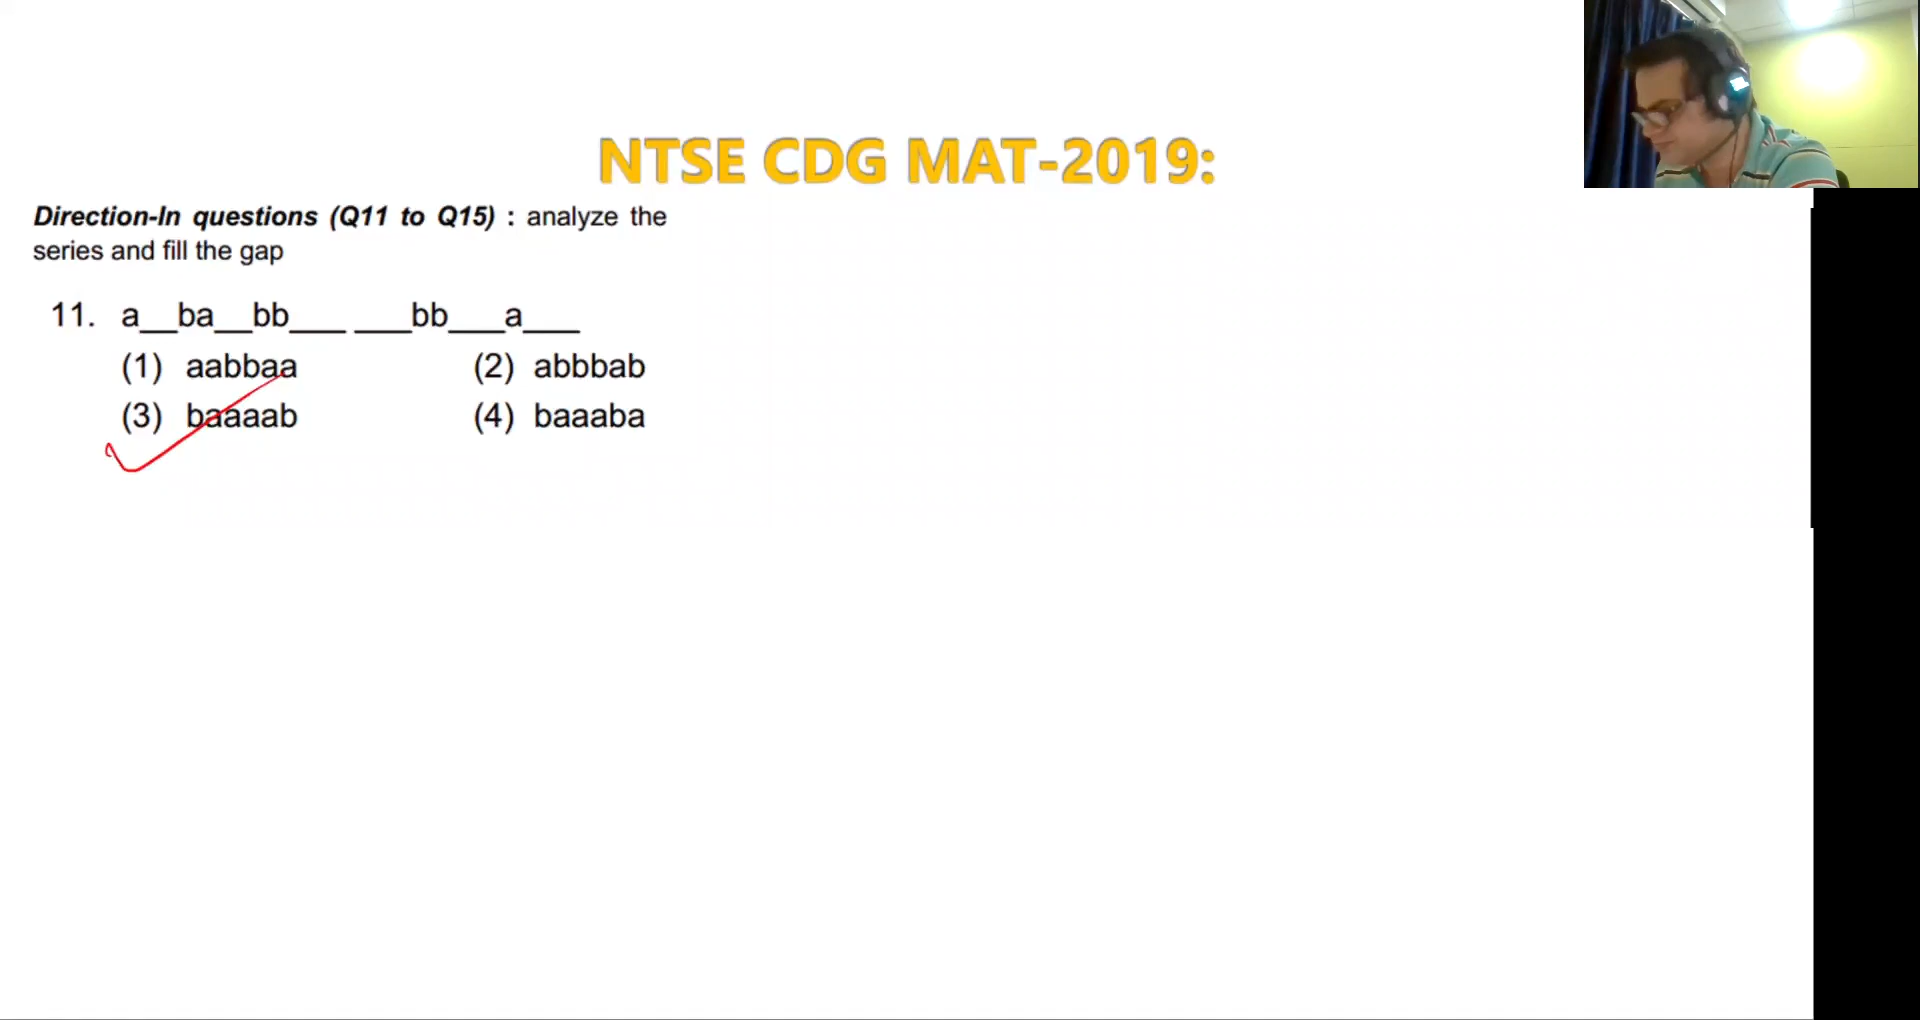 NTSE CDG MAT-2019:
Direction-In questions (Q11 to Q15) : analyze the
series and fill the gap
11. a__ba__bb___ ___bb___a___
(1) aabbaa (2) abbbab
(3) baaaab (4) baaaba